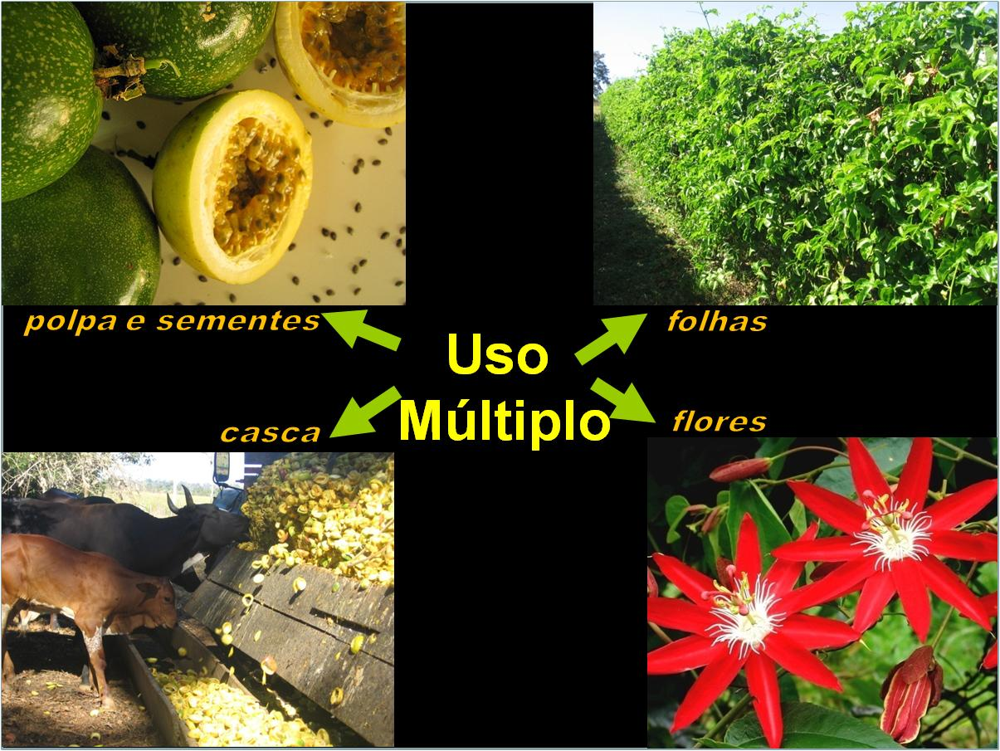 polpa e sementes
folhas
Uso
Múltiplo
casca
flores